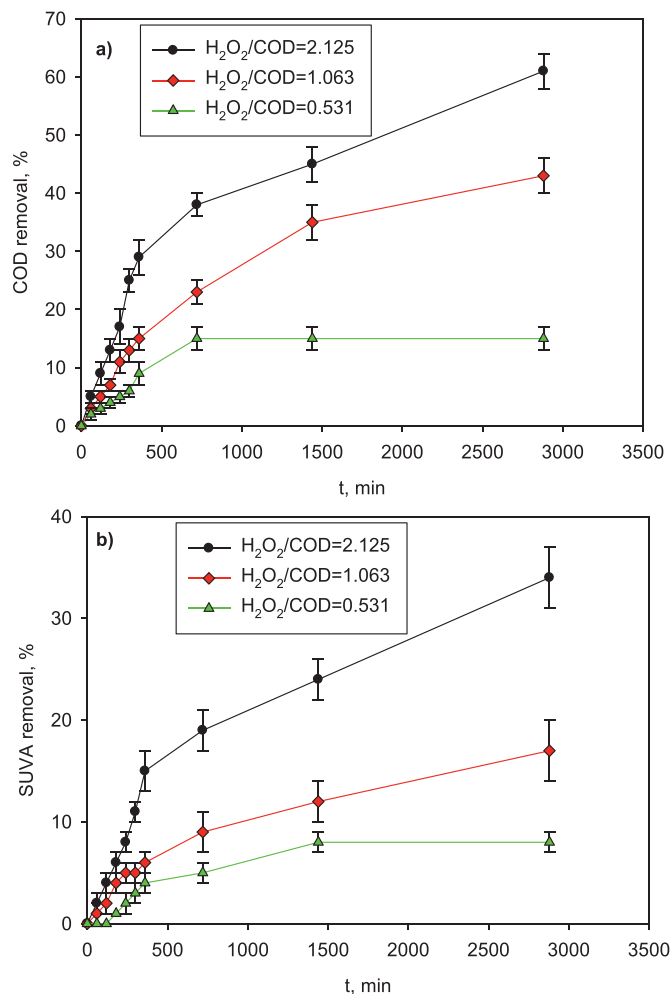 70
a)
H₂O₂/COD=2.125
60
H₂O₂/COD=1.063
H₂O₂/COD=0.531
50
40
30
20
10
0
COD removal, %
0 500 1000 1500 2000 2500 3000 3500
t, min
40
b)
H₂O₂/COD=2.125
H₂O₂/COD=1.063
H₂O₂/COD=0.531
30
20
10
0
SUVA removal, %
0 500 1000 1500 2000 2500 3000 3500
t, min